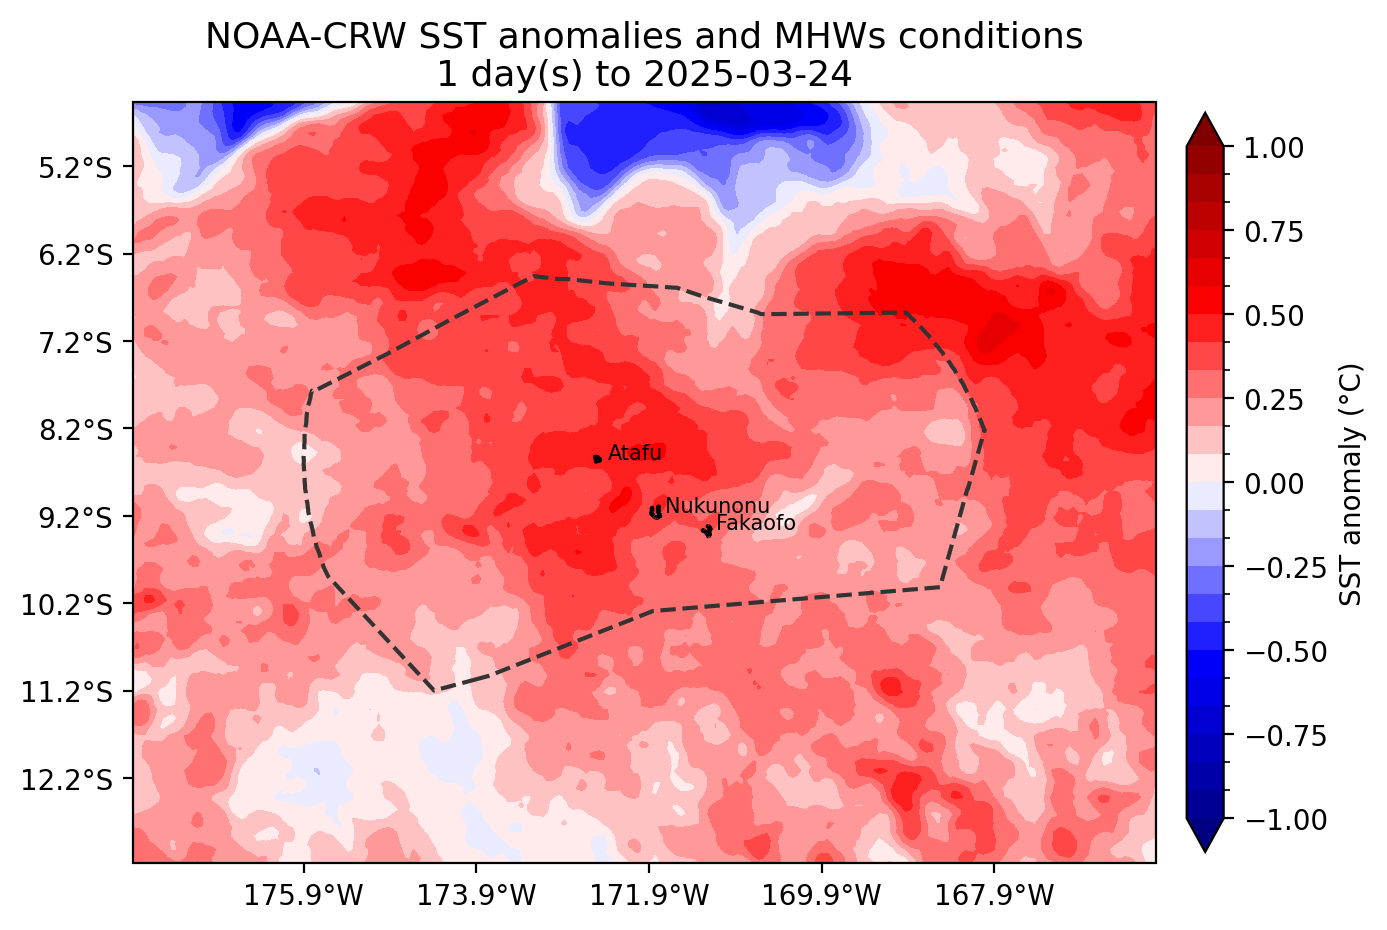 NOAA-CRW SST anomalies and MHWs conditions
1 day(s) to 2025-03-24
5.2°S
6.2°S
7.2°S
8.2°S
9.2°S
10.2°S
11.2°S
12.2°S
Atafu
Nukunonu
Fakaofo
175.9°W
173.9°W
171.9°W
169.9°W
167.9°W
1.00
0.75
0.50
0.25
0.00
−0.25
−0.50
−0.75
−1.00
SST anomaly (°C)